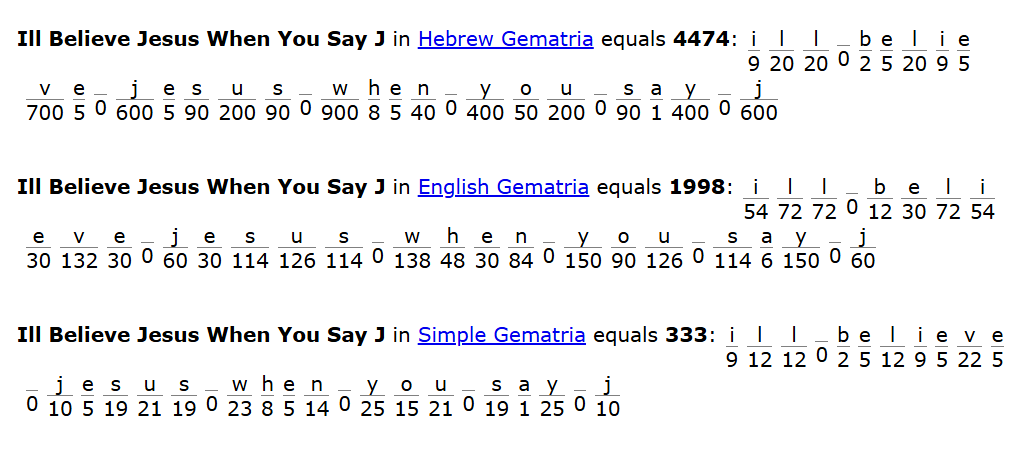 Ill Believe Jesus When You Say J in Hebrew Gematria equals 4474: i l l _ b e l i e
9 20 20 0 2 5 20 9 5
v e _ j e s u s _ w h e n _ y o u _ s a y _ j
700 5 0 600 5 90 200 90 0 900 8 5 40 0 400 50 200 0 90 1 400 0 600
Ill Believe Jesus When You Say J in English Gematria equals 1998: i l l _ b e l i
54 72 72 0 12 30 72 54
e v e _ j e s u s _ w h e n _ y o u _ s a y _ j
30 132 30 0 60 30 114 126 114 0 138 48 30 84 0 150 90 126 0 114 6 150 0 60
Ill Believe Jesus When You Say J in Simple Gematria equals 333: i l l _ b e l i e v e
9 12 12 0 2 5 12 9 5 22 5
_ j e s u s _ w h e n _ y o u _ s a y _ j
0 10 5 19 21 19 0 23 8 5 14 0 25 15 21 0 19 1 25 0 10